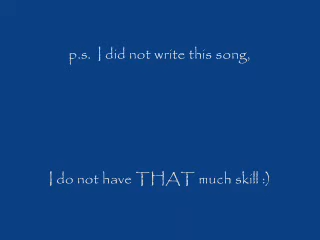 p.s.  I did not write this song,
I do not have THAT much skill :)